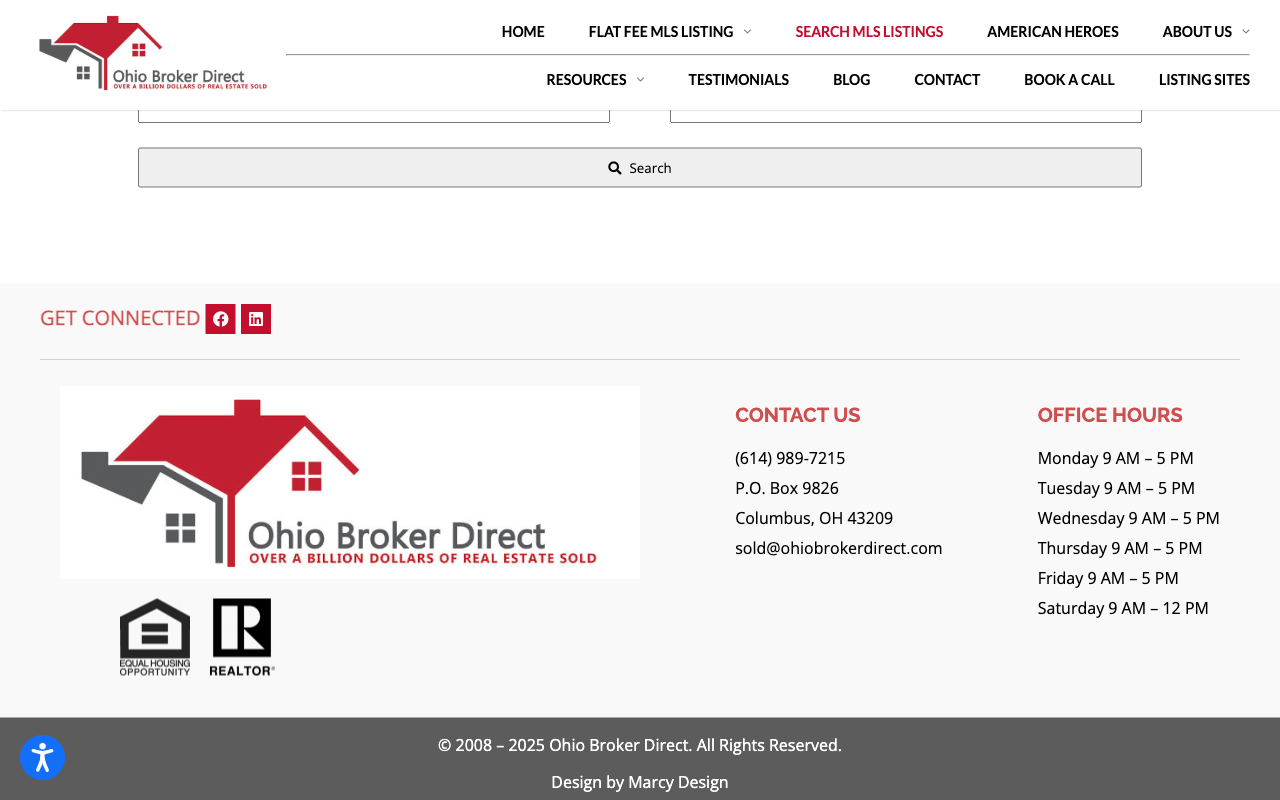 Ohio Broker Direct
OVER A BILLION DOLLARS OF REAL ESTATE SOLD
HOME FLAT FEE MLS LISTING SEARCH MLS LISTINGS AMERICAN HEROES ABOUT US
RESOURCES TESTIMONIALS BLOG CONTACT BOOK A CALL LISTING SITES
Search
GET CONNECTED
Ohio Broker Direct
OVER A BILLION DOLLARS OF REAL ESTATE SOLD
EQUAL HOUSING
OPPORTUNITY
REALTOR®
CONTACT US
(614) 989-7215
P.O. Box 9826
Columbus, OH 43209
sold@ohiobrokerdirect.com
OFFICE HOURS
Monday 9 AM – 5 PM
Tuesday 9 AM – 5 PM
Wednesday 9 AM – 5 PM
Thursday 9 AM – 5 PM
Friday 9 AM – 5 PM
Saturday 9 AM – 12 PM
© 2008 – 2025 Ohio Broker Direct. All Rights Reserved.
Design by Marcy Design